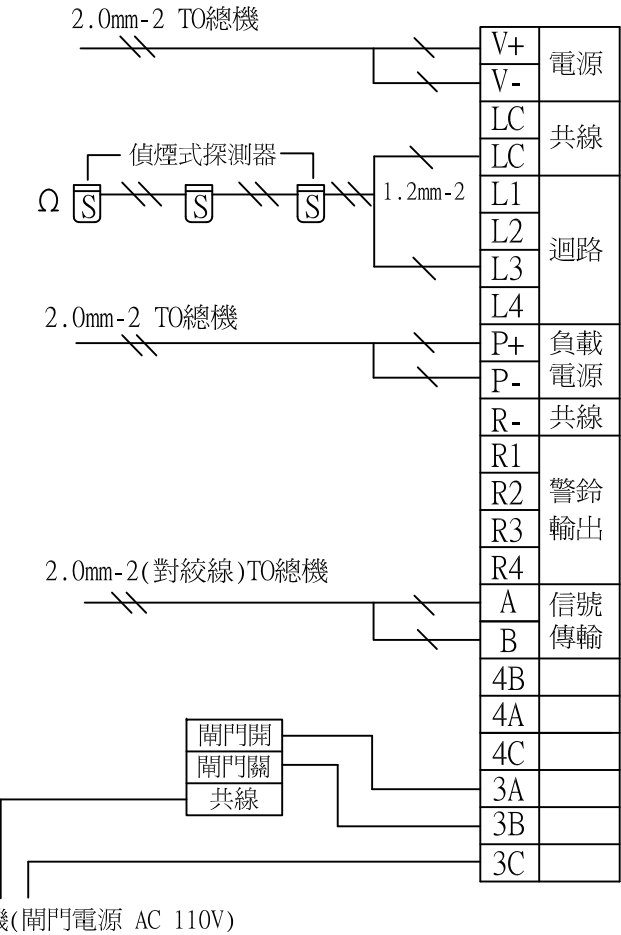 2.0mm-2 TO總機
V+
電源
V-
LC
共線
偵煙式探測器
LC
Ω
S
S
S
1.2mm-2
L1
L2
迴路
L3
L4
2.0mm-2 TO總機
P+
負載
P-
電源
R-
共線
R1
R2
警鈴
R3
輸出
2.0mm-2(對絞線)TO總機
R4
A
信號
B
傳輸
4B
4A
閘門開
4C
閘門關
3A
共線
3B
3C
機(閘門電源 AC 110V)